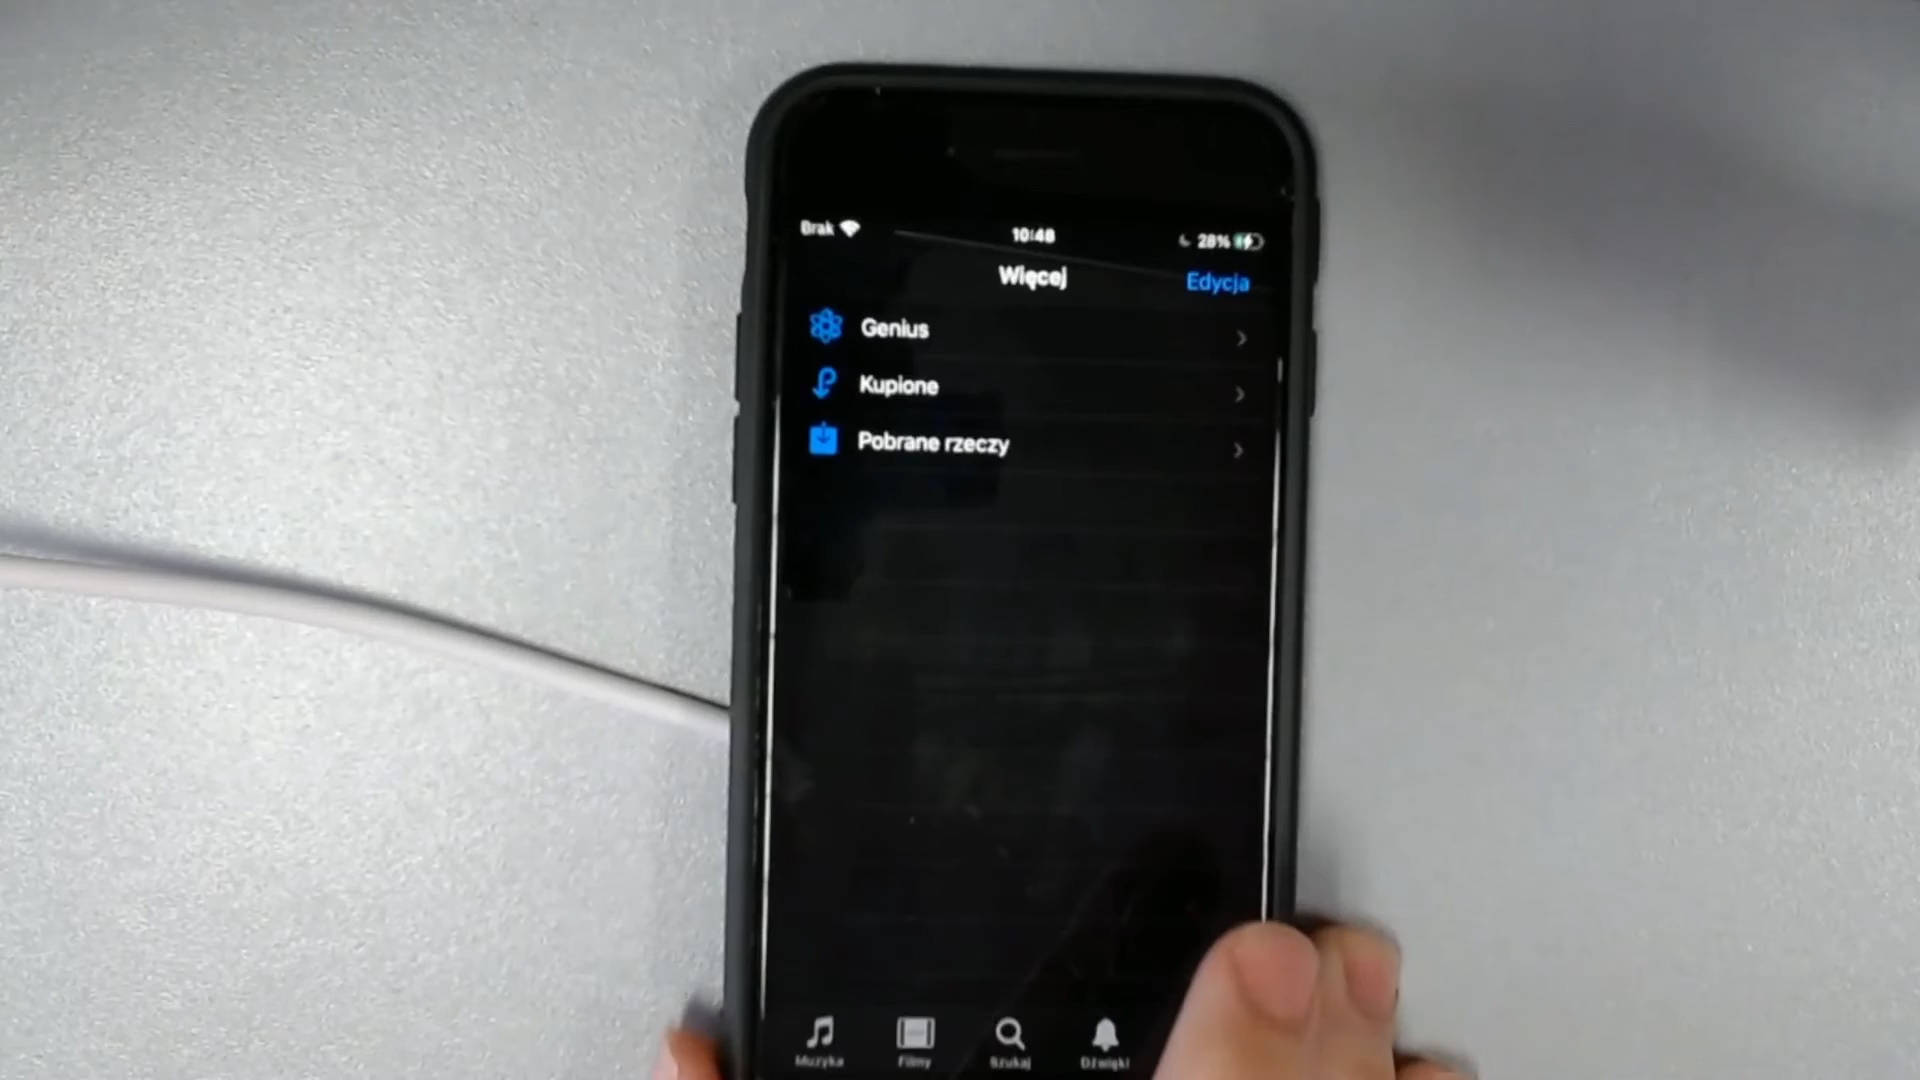 Brak 10:48 28%
Więcej Edycja
Genius
Kupione
Pobrane rzeczy
Muzyka Filmy Szukaj Dźwięki